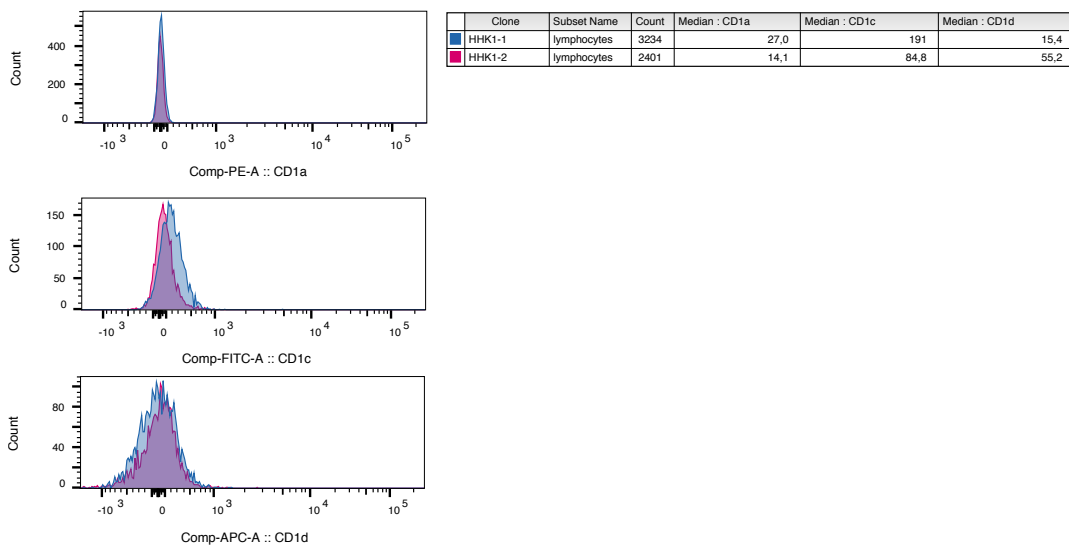 Count
400
200
0
-10 3
0
10 3
10 4
10 5
Comp-PE-A :: CD1a
Clone Subset Name Count Median : CD1a Median : CD1c Median : CD1d
HHK1-1 lymphocytes 3234 27,0 191 15,4
HHK1-2 lymphocytes 2401 14,1 84,8 55,2
Count
150
100
50
0
-10 3
0
10 3
10 4
10 5
Comp-FITC-A :: CD1c
Count
80
40
0
-10 3
0
10 3
10 4
10 5
Comp-APC-A :: CD1d